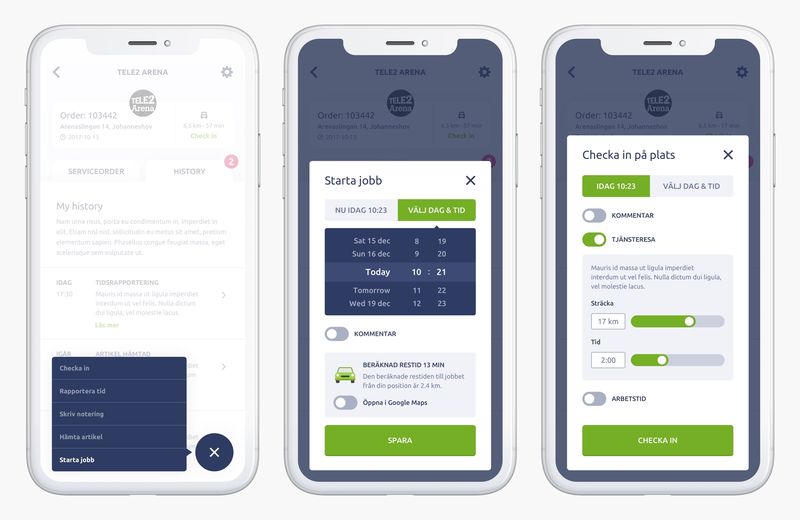 TELE2 ARENA
TELE2
Arena
Order: 103442
Arenaslingan 14, Johanneshov
2017-10-13
6.5 km - 57 min
Check in
SERVICEORDER
HISTORY
2
My history
Nam urna risus, porta eu condimentum in, imperdiet in
elit. Etiam nisl velit, sollicitudin eu metus sit amet, pretium
elementum sapien. Phasellus congue feugiat massa, eget
scelerisque sem vulputate ut.
IDAG
17:30
TIDSRAPPORTERING
Mauris id massa ut ligula imperdiet
interdum ut vel felis. Nulla dictum
dui ligula, vel molestie lacus.
Läs mer
IGÅR
ARTIKEL HÄMTAD
Checka in
Rapportera tid
Skriv notering
Hämta artikel
Starta jobb
TELE2 ARENA
TELE2
Arena
Order: 103442
Arenaslingan 14, Johanneshov
2017-10-13
6.5 km - 57 min
Check in
Starta jobb
NU IDAG 10:23
VÄLJ DAG & TID
Sat 15 dec 8 19
Sun 16 dec 9 20
Today 10 : 21
Tomorrow 11 22
Wed 19 dec 12 23
KOMMENTAR
BERÄKNAD RESTID 13 MIN
Den beräknade restiden till jobbet
från din position är 2.4 km.
Öppna i Google Maps
SPARA
TELE2 ARENA
TELE2
Arena
Order: 103442
Arenaslingan 14, Johanneshov
6.5 km - 57 min
Checka in på plats
IDAG 10:23
VÄLJ DAG & TID
KOMMENTAR
TJÄNSTERESA
Mauris id massa ut ligula imperdiet
interdum ut vel felis. Nulla dictum dui ligula,
vel molestie lacus.
Sträcka
17 km
Tid
2:00
ARBETSTID
CHECKA IN